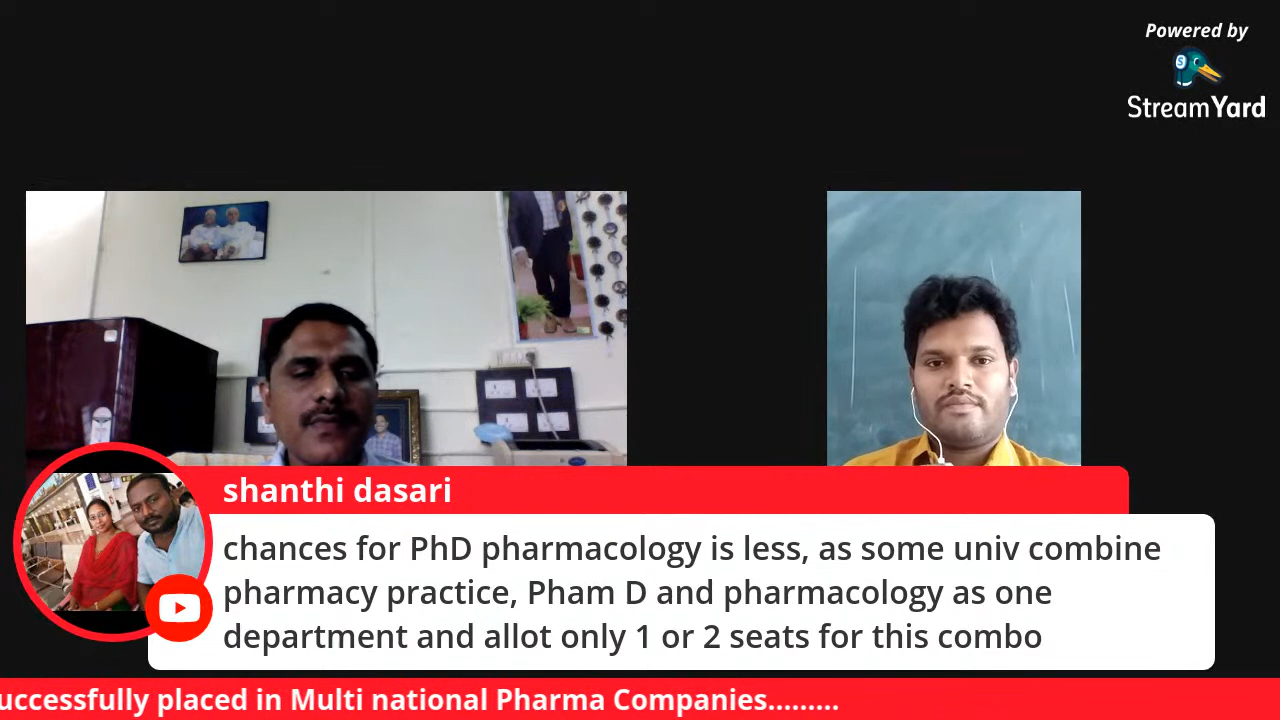 Powered by
StreamYard
shanthi dasari
chances for PhD pharmacology is less, as some univ combine
pharmacy practice, Pham D and pharmacology as one
department and allot only 1 or 2 seats for this combo
uccessfully placed in Multi national Pharma Companies.........